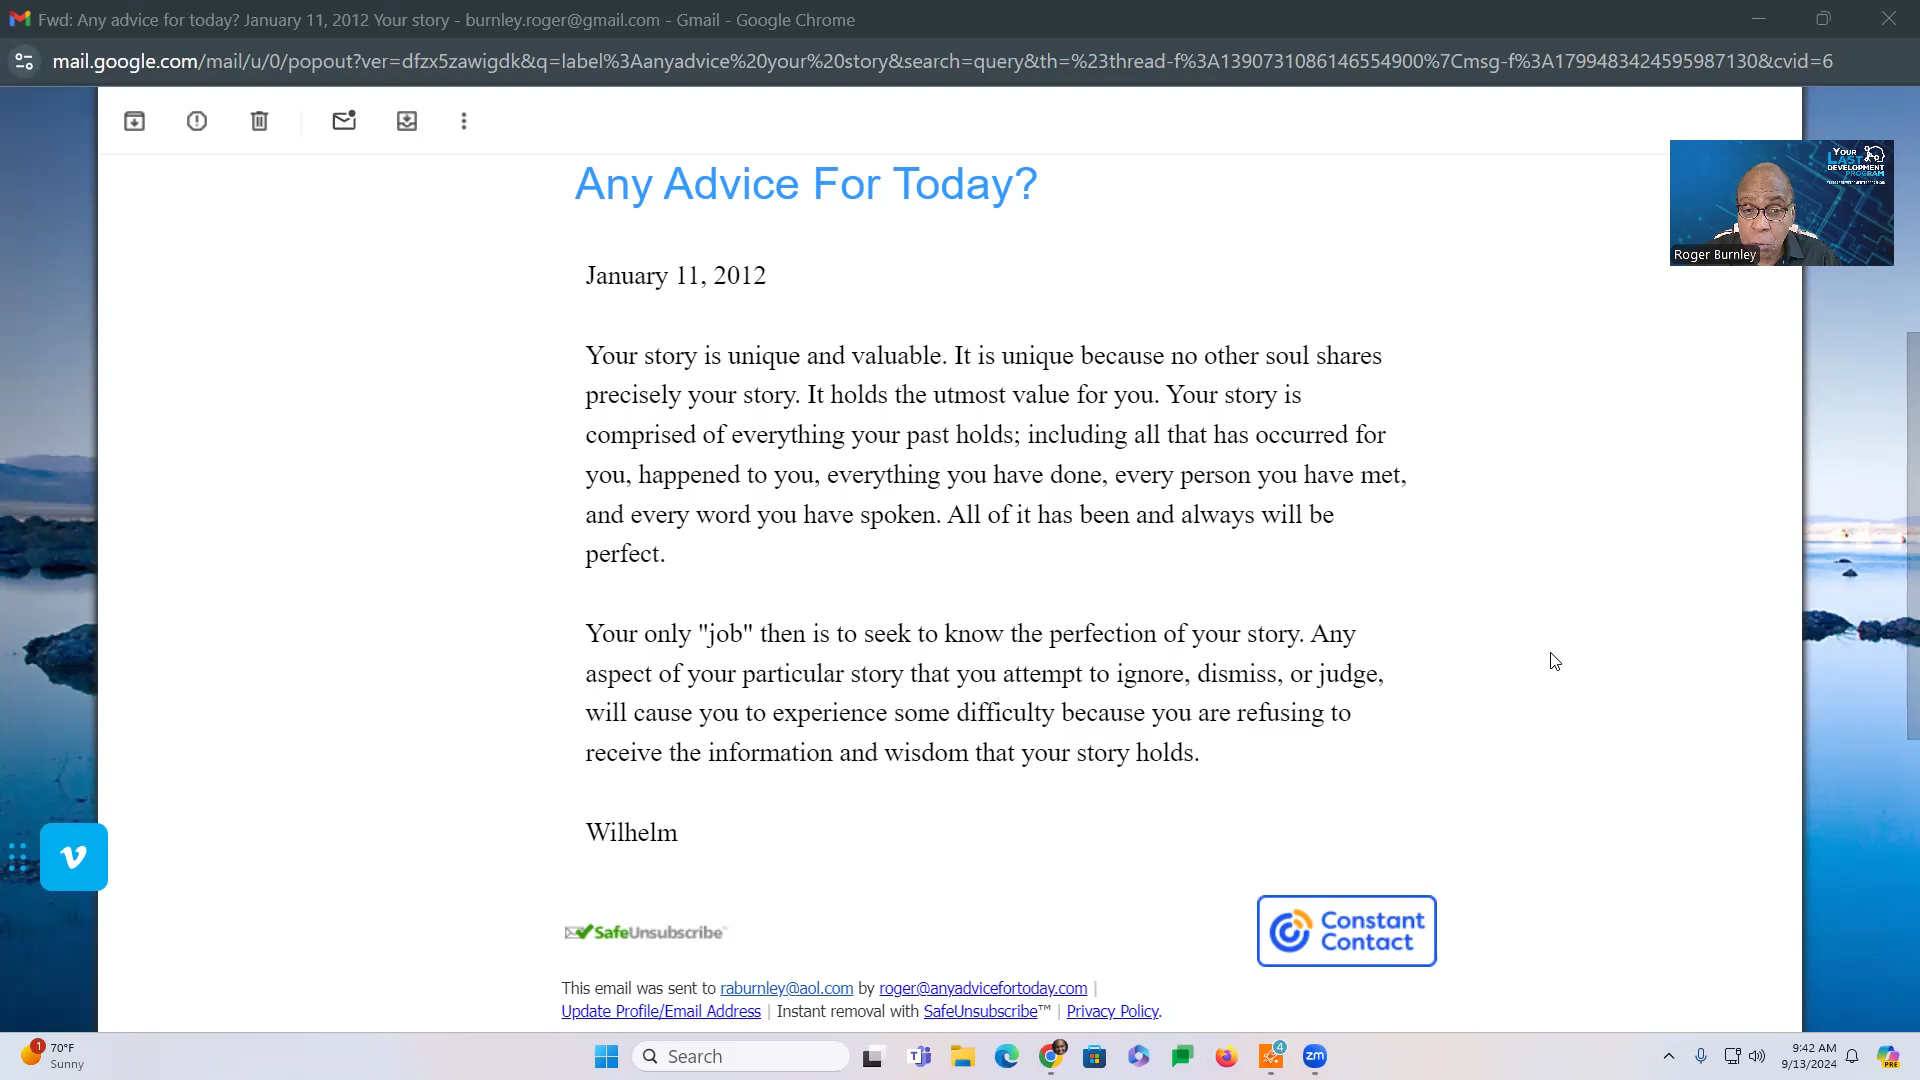 Fwd: Any advice for today? January 11, 2012 Your story - burnley.roger@gmail.com - Gmail - Google Chrome
mail.google.com/mail/u/0/popout?ver=dfzx5zawigdk&q=label%3Aanyadvice%20your%20story&search=query&th=%23thread-f%3A1390731086146554900%7Cmsg-f%3A1799483424595987130&cvid=6
YOUR
LAST
DEVELOPMENT
PROGRAM
Roger Burnley
Any Advice For Today?
January 11, 2012
Your story is unique and valuable. It is unique because no other soul shares
precisely your story. It holds the utmost value for you. Your story is
comprised of everything your past holds; including all that has occurred for
you, happened to you, everything you have done, every person you have met,
and every word you have spoken. All of it has been and always will be
perfect.
Your only "job" then is to seek to know the perfection of your story. Any
aspect of your particular story that you attempt to ignore, dismiss, or judge,
will cause you to experience some difficulty because you are refusing to
receive the information and wisdom that your story holds.
Wilhelm
SafeUnsubscribe™
Constant
Contact
This email was sent to raburnley@aol.com by roger@anyadvicefortoday.com |
Update Profile/Email Address | Instant removal with SafeUnsubscribe™ | Privacy Policy.
1
70°F
Sunny
Search
4
zm
9:42 AM
9/13/2024
PRE